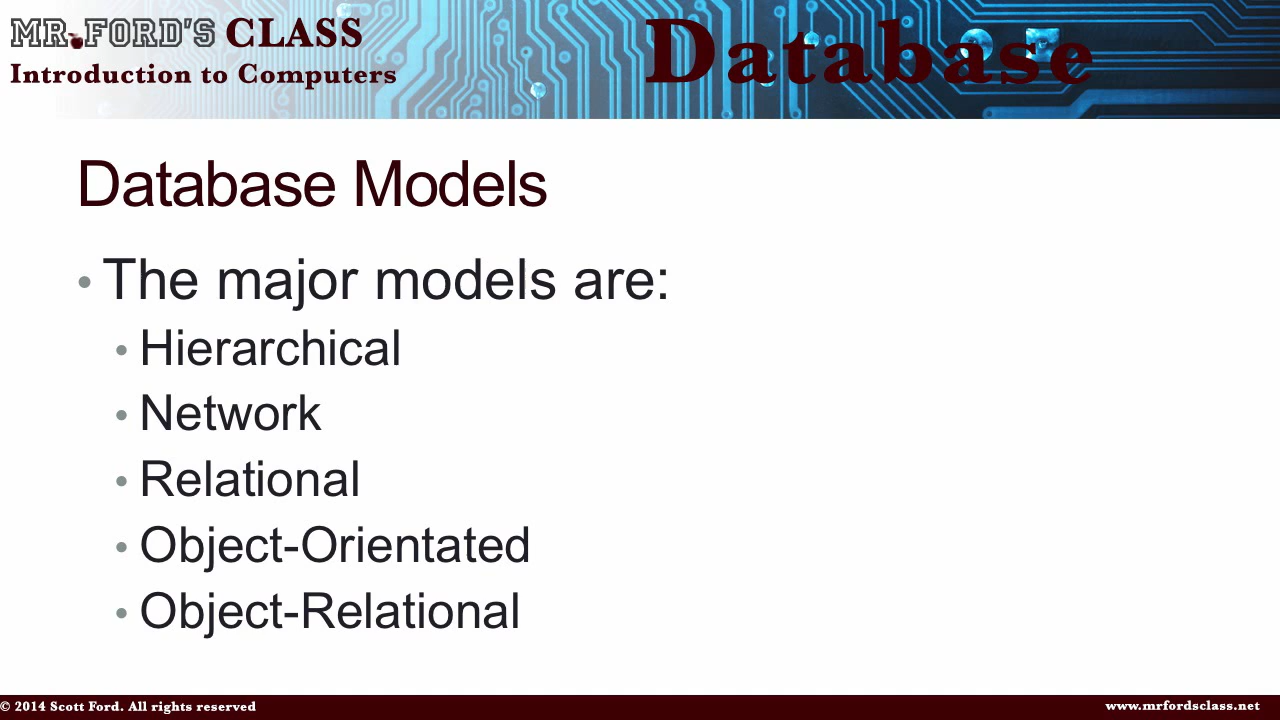 MR. FORD'S CLASS
Introduction to Computers
Database
Database Models
• The major models are:
• Hierarchical
• Network
• Relational
• Object-Orientated
• Object-Relational
© 2014 Scott Ford. All rights reserved
www.mrfordsclass.net